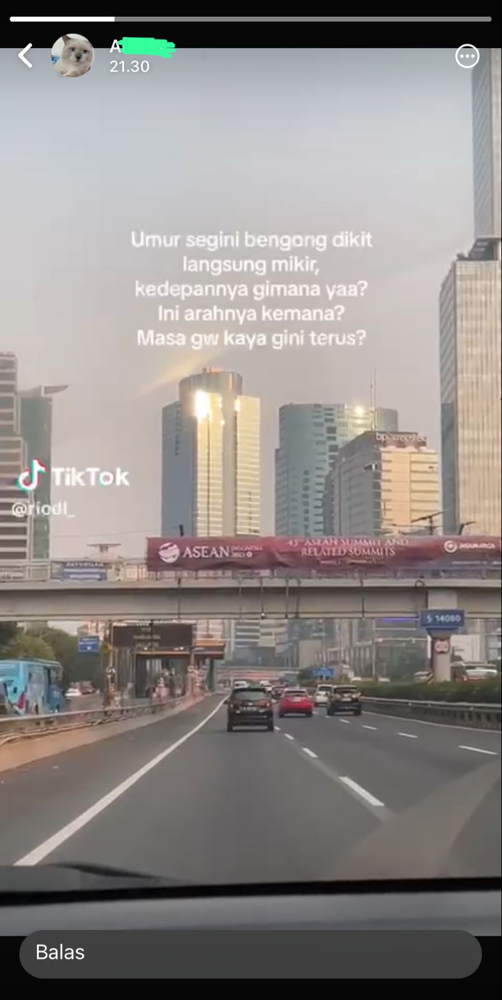 21.30
Umur segini bengong dikit
langsung mikir,
kedepannya gimana yaa?
Ini arahnya kemana?
Masa gw kaya gini terus?
TikTok
@riodl_
ASEAN INDONESIA 2023
43RD ASEAN SUMMIT AND
RELATED SUMMITS
JASAMARGA
S 14080
Balas